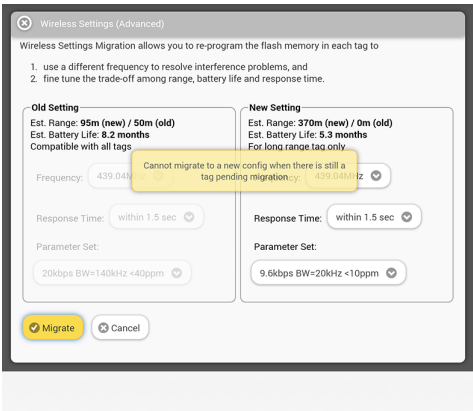 Wireless Settings (Advanced)
Wireless Settings Migration allows you to re-program the flash memory in each tag to
1. use a different frequency to resolve interference problems, and
2. fine tune the trade-off among range, battery life and response time.
Old Setting
Est. Range: 95m (new) / 50m (old)
Est. Battery Life: 8.2 months
Compatible with all tags
Frequency: 439.04M
Response Time: within 1.5 sec
Parameter Set:
20kbps BW=140kHz <40ppm
New Setting
Est. Range: 370m (new) / 0m (old)
Est. Battery Life: 5.3 months
For long range tag only
Frequency: 439.04MHz
Response Time: within 1.5 sec
Parameter Set:
9.6kbps BW=20kHz <10ppm
Cannot migrate to a new config when there is still a
tag pending migration
Migrate
Cancel